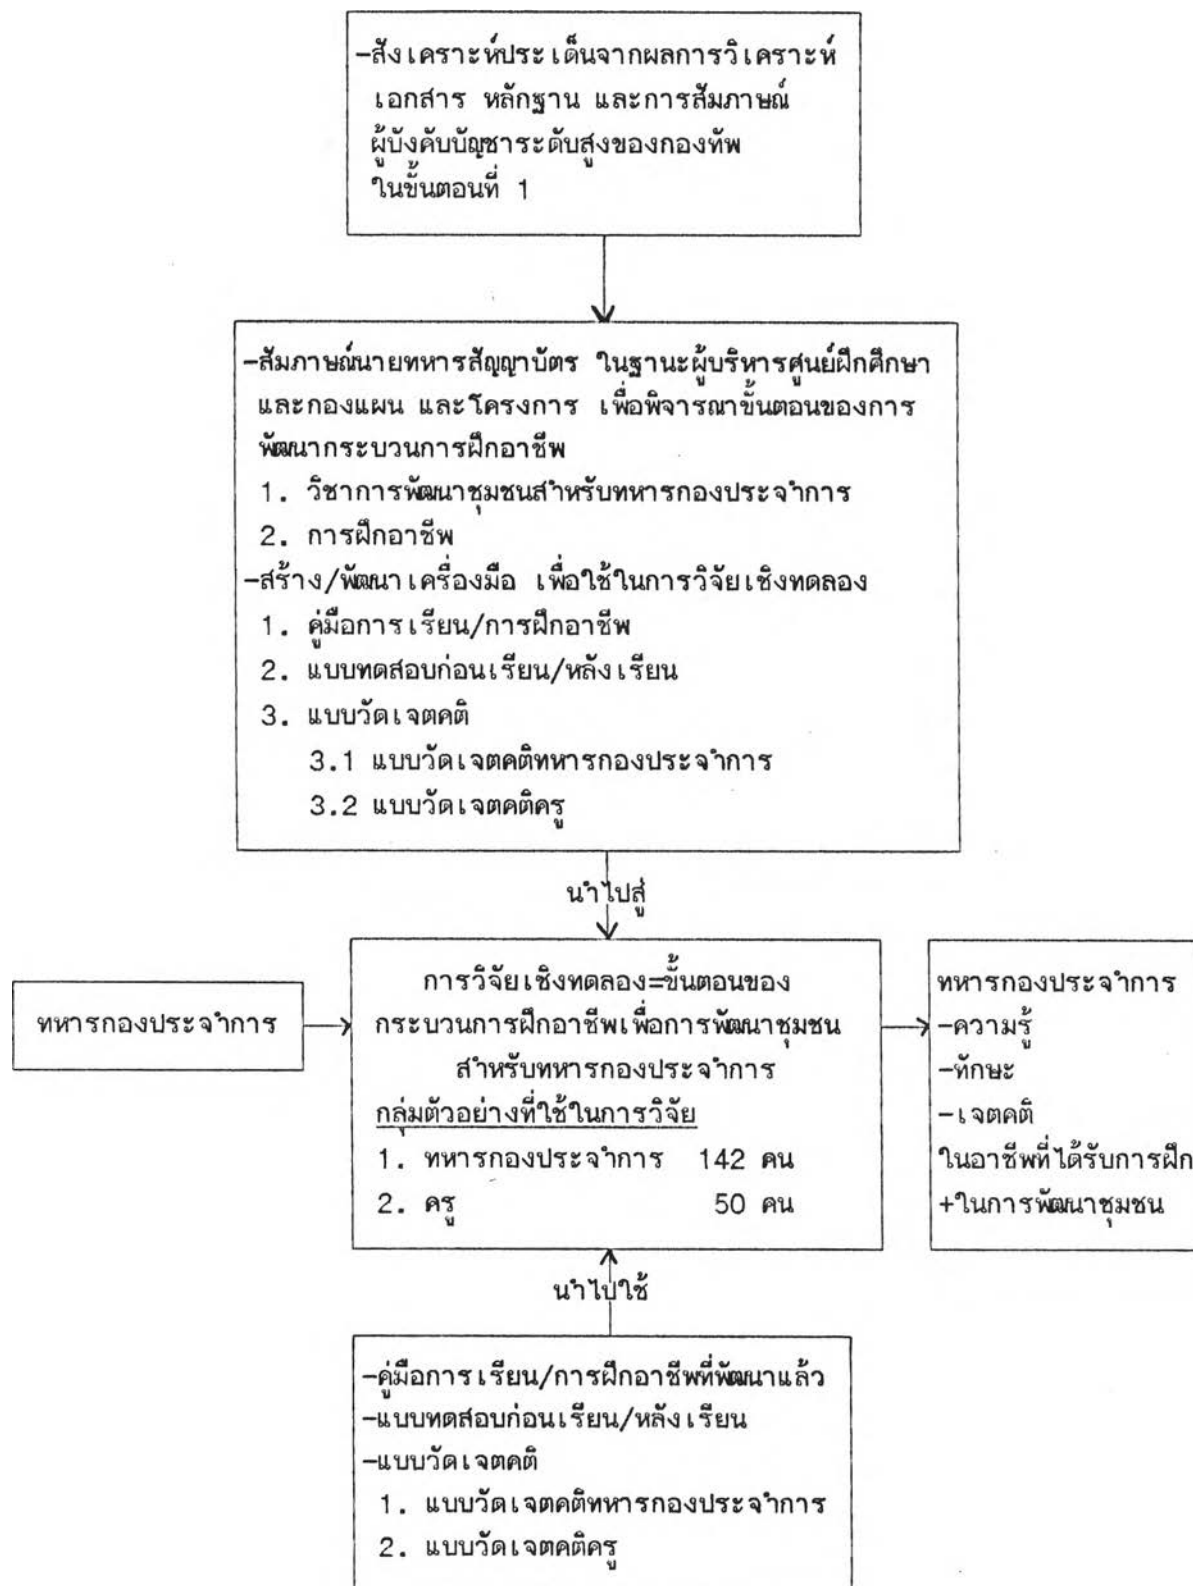 -สังเคราะห์ประเด็นจากผลการวิเคราะห์
เอกสาร หลักฐาน และการสัมภาษณ์
ผู้บังคับบัญชาระดับสูงของกองทัพ
ในขั้นตอนที่ 1
-สัมภาษณ์นายทหารสัญญาบัตร ในฐานะผู้บริหารศูนย์ฝึกศึกษา
และกองแผน และโครงการ เพื่อพิจารณาขั้นตอนของการ
พัฒนากระบวนการฝึกอาชีพ
1. วิชาการพัฒนาชุมชนสำหรับทหารกองประจำการ
2. การฝึกอาชีพ
-สร้าง/พัฒนาเครื่องมือ เพื่อใช้ในการวิจัยเชิงทดลอง
1. คู่มือการเรียน/การฝึกอาชีพ
2. แบบทดสอบก่อนเรียน/หลังเรียน
3. แบบวัดเจตคติ
3.1 แบบวัดเจตคติทหารกองประจำการ
3.2 แบบวัดเจตคติครู
นำไปสู่
ทหารกองประจำการ
การวิจัยเชิงทดลอง=ขั้นตอนของ
กระบวนการฝึกอาชีพเพื่อการพัฒนาชุมชน
สำหรับทหารกองประจำการ
กลุ่มตัวอย่างที่ใช้ในการวิจัย
1. ทหารกองประจำการ 142 คน
2. ครู 50 คน
ทหารกองประจำการ
-ความรู้
-ทักษะ
-เจตคติ
ในอาชีพที่ได้รับการฝึก
+ในการพัฒนาชุมชน
นำไปใช้
-คู่มือการเรียน/การฝึกอาชีพที่พัฒนาแล้ว
-แบบทดสอบก่อนเรียน/หลังเรียน
-แบบวัดเจตคติ
1. แบบวัดเจตคติทหารกองประจำการ
2. แบบวัดเจตคติครู